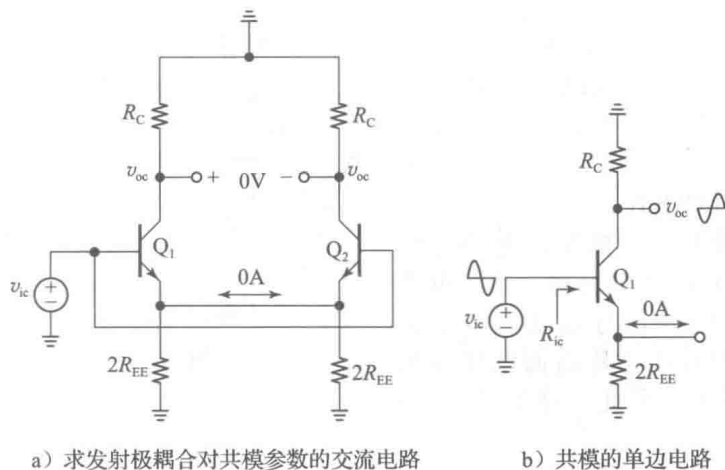 R_C
R_C
v_oc
+ 0V −
v_oc
Q_1
Q_2
0A
v_ic
+
−
2R_EE
2R_EE
a）求发射极耦合对共模参数的交流电路
R_C
v_oc
Q_1
0A
v_ic
+
−
R_ic
2R_EE
b）共模的单边电路